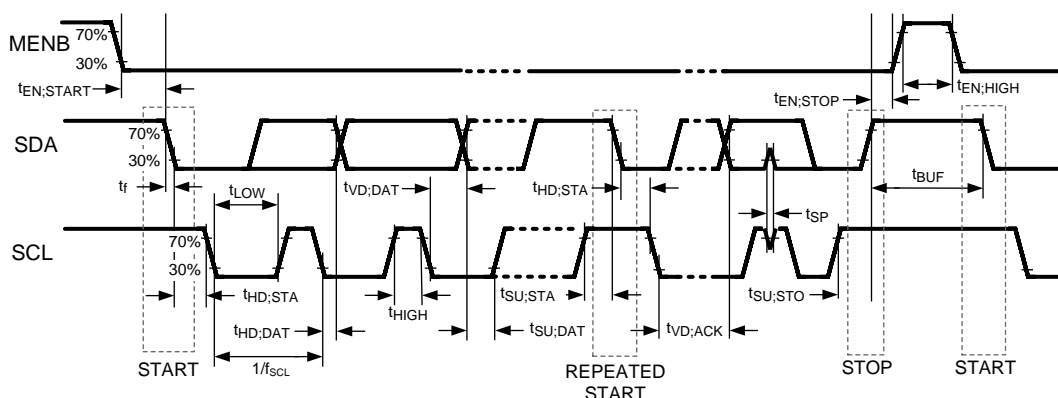 MENB
70%
30%
tEN;START
tEN;STOP
tEN;HIGH
SDA
70%
30%
tf
tLOW
tVD;DAT
tHD;STA
tSP
tBUF
SCL
70%
30%
tHD;STA
tHD;DAT
tHIGH
tSU;STA
tSU;DAT
tVD;ACK
tSU;STO
1/fSCL
START
REPEATED
START
STOP
START